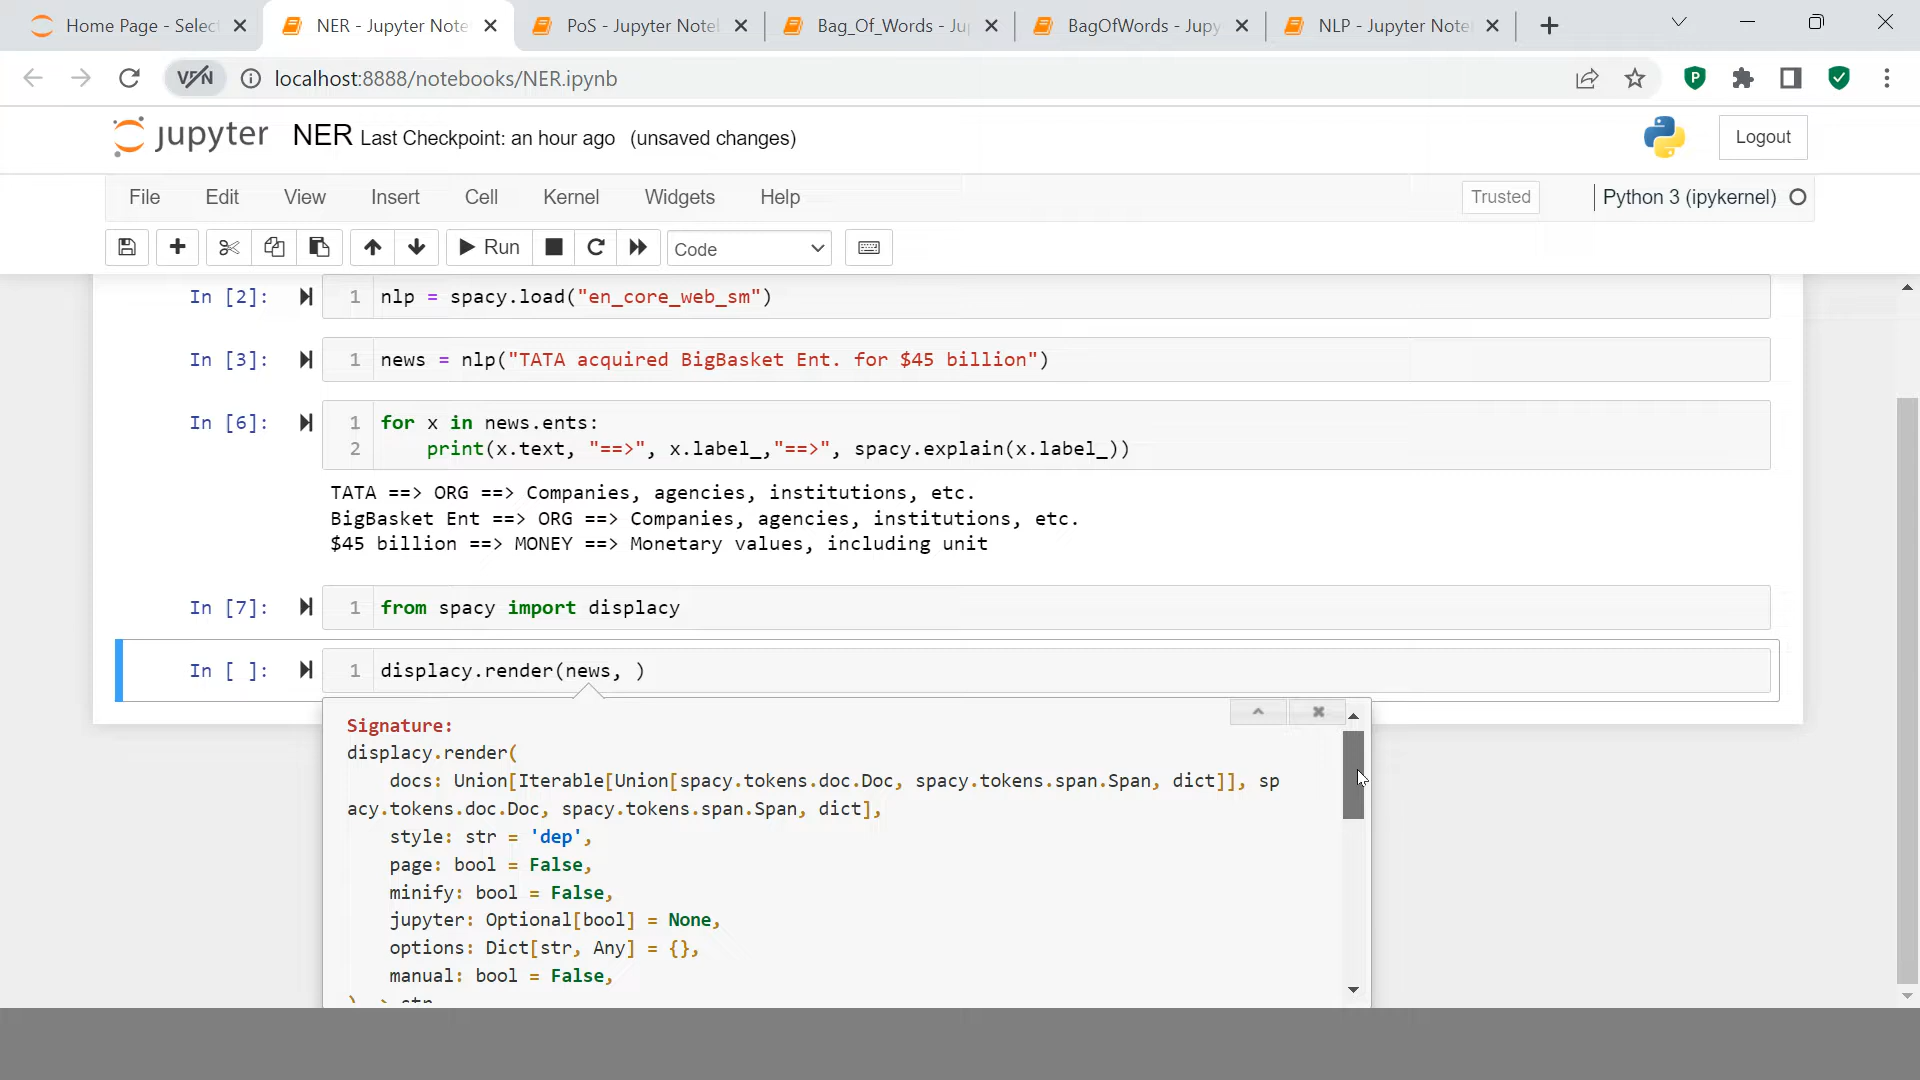 Home Page - Selec
NER - Jupyter Note
PoS - Jupyter Note
Bag_Of_Words - Ju
BagOfWords - Jupy
NLP - Jupyter Note
VPN
localhost:8888/notebooks/NER.ipynb
jupyter NER Last Checkpoint: an hour ago (unsaved changes)
Logout
File Edit View Insert Cell Kernel Widgets Help
Trusted
Python 3 (ipykernel)
Run
Code
In [2]: 1 nlp = spacy.load("en_core_web_sm")
In [3]: 1 news = nlp("TATA acquired BigBasket Ent. for $45 billion")
In [6]: 1 for x in news.ents:
2 print(x.text, "==>", x.label_,"==>", spacy.explain(x.label_))
TATA ==> ORG ==> Companies, agencies, institutions, etc.
BigBasket Ent ==> ORG ==> Companies, agencies, institutions, etc.
$45 billion ==> MONEY ==> Monetary values, including unit
In [7]: 1 from spacy import displacy
In [ ]: 1 displacy.render(news, )
Signature:
displacy.render(
docs: Union[Iterable[Union[spacy.tokens.doc.Doc, spacy.tokens.span.Span, dict]], sp
acy.tokens.doc.Doc, spacy.tokens.span.Span, dict],
style: str = 'dep',
page: bool = False,
minify: bool = False,
jupyter: Optional[bool] = None,
options: Dict[str, Any] = {},
manual: bool = False,